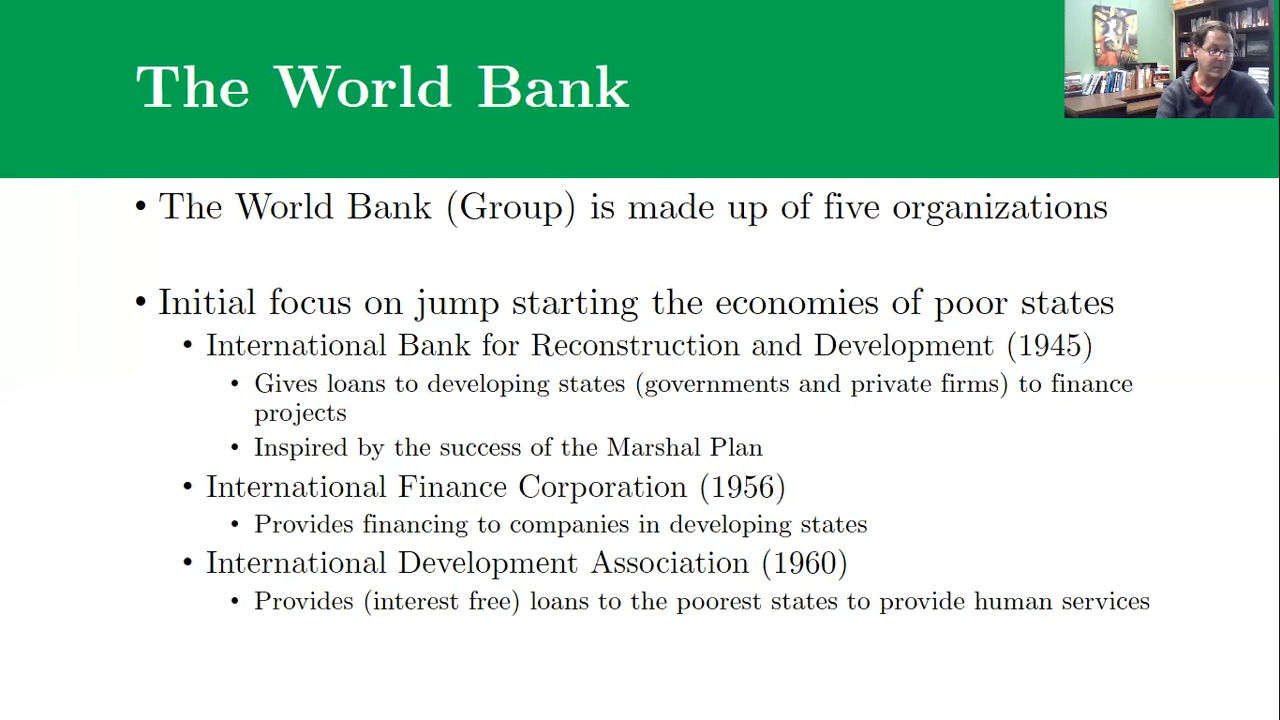 The World Bank
• The World Bank (Group) is made up of five organizations
• Initial focus on jump starting the economies of poor states
• International Bank for Reconstruction and Development (1945)
• Gives loans to developing states (governments and private firms) to finance
projects
• Inspired by the success of the Marshal Plan
• International Finance Corporation (1956)
• Provides financing to companies in developing states
• International Development Association (1960)
• Provides (interest free) loans to the poorest states to provide human services